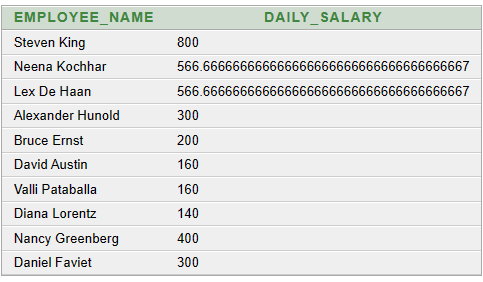 EMPLOYEE_NAME DAILY_SALARY
Steven King 800
Neena Kochhar 566.666666666666666666666666666666666667
Lex De Haan 566.666666666666666666666666666666666667
Alexander Hunold 300
Bruce Ernst 200
David Austin 160
Valli Pataballa 160
Diana Lorentz 140
Nancy Greenberg 400
Daniel Faviet 300